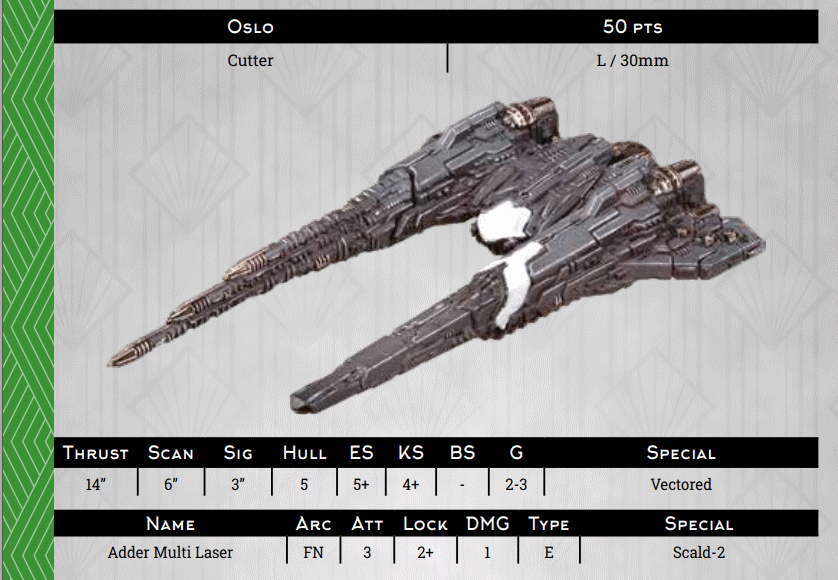 Oslo 50 pts
Cutter L / 30mm
Thrust Scan Sig Hull ES KS BS G Special
14” 6” 3” 5 5+ 4+ - 2-3 Vectored
Name Arc Att Lock DMG Type Special
Adder Multi Laser FN 3 2+ 1 E Scald-2